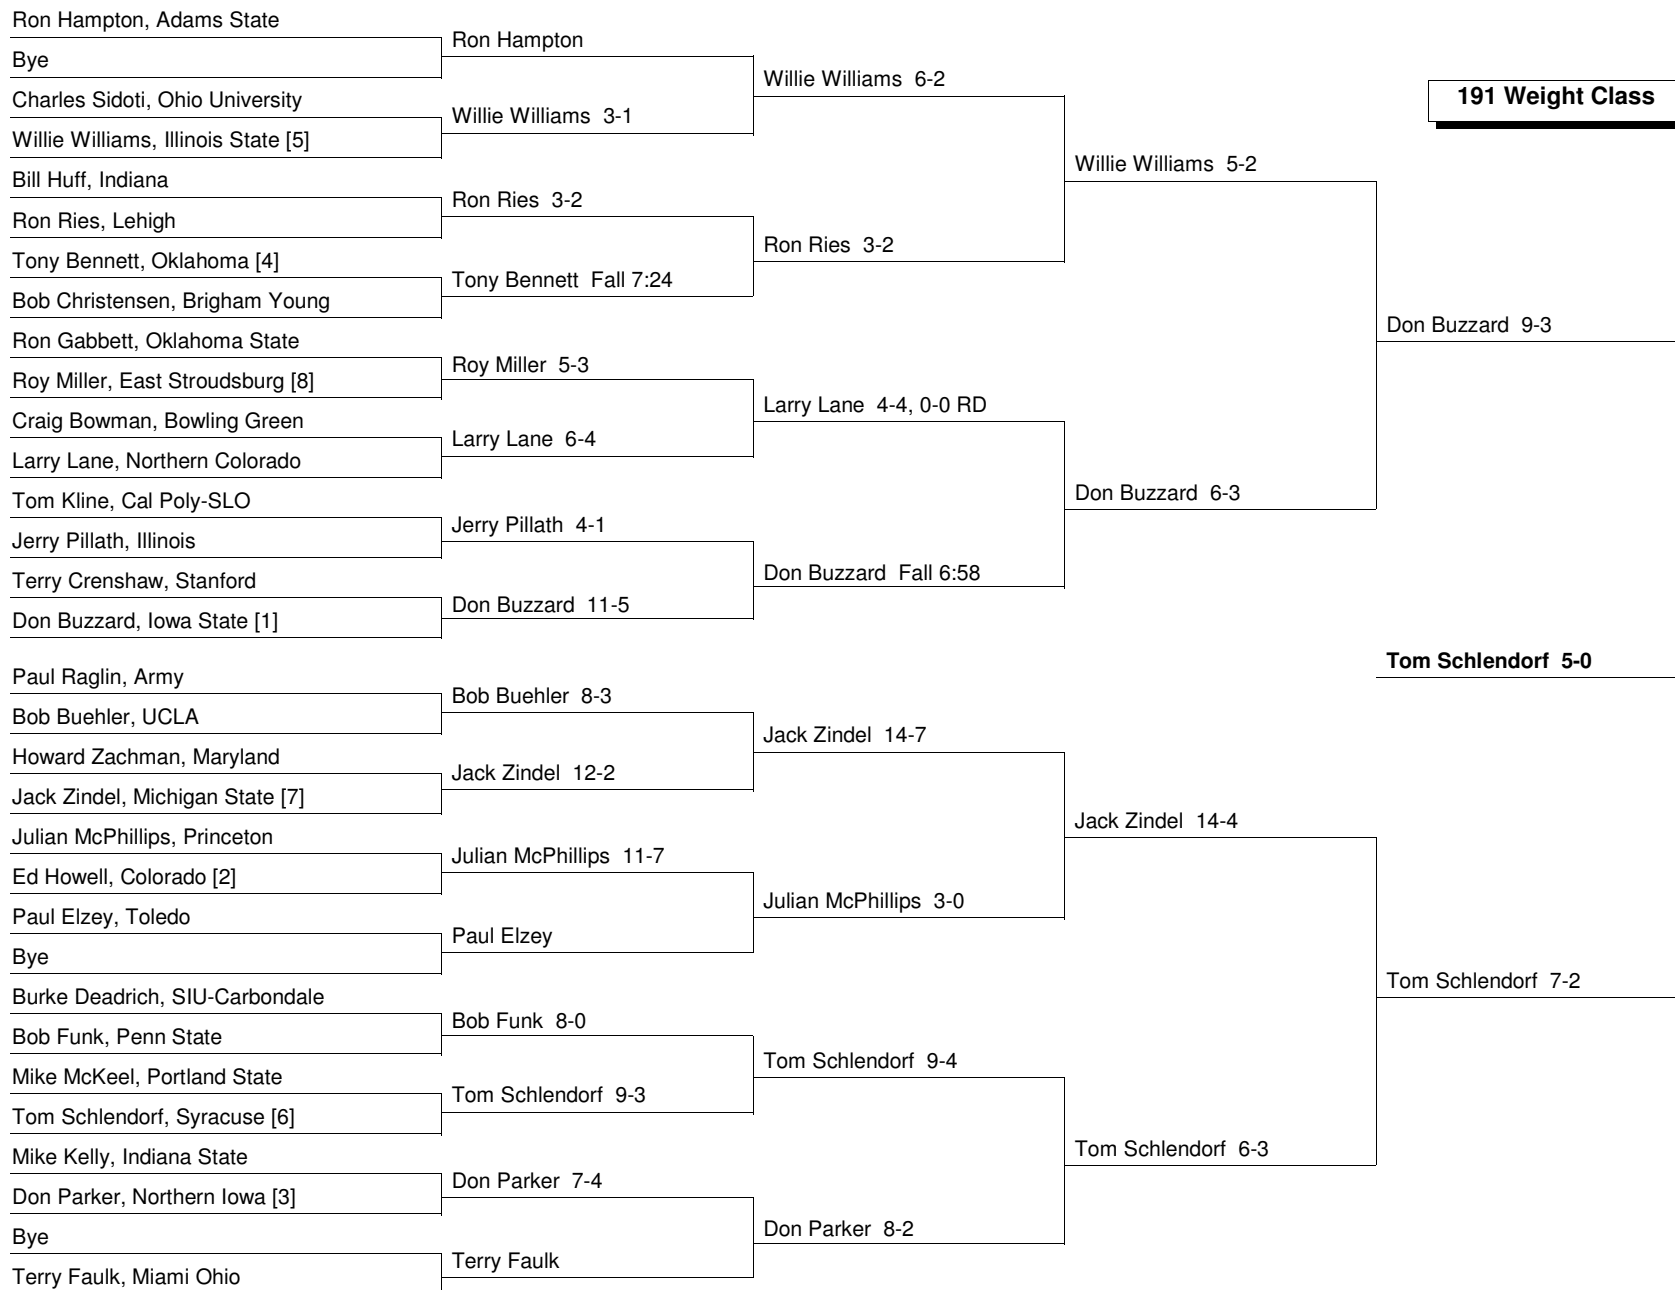 Ron Hampton, Adams State
Bye
Charles Sidoti, Ohio University
Willie Williams, Illinois State [5]
Bill Huff, Indiana
Ron Ries, Lehigh
Tony Bennett, Oklahoma [4]
Bob Christensen, Brigham Young
Ron Gabbett, Oklahoma State
Roy Miller, East Stroudsburg [8]
Craig Bowman, Bowling Green
Larry Lane, Northern Colorado
Tom Kline, Cal Poly-SLO
Jerry Pillath, Illinois
Terry Crenshaw, Stanford
Don Buzzard, Iowa State [1]
Paul Raglin, Army
Bob Buehler, UCLA
Howard Zachman, Maryland
Jack Zindel, Michigan State [7]
Julian McPhillips, Princeton
Ed Howell, Colorado [2]
Paul Elzey, Toledo
Bye
Burke Deadrich, SIU-Carbondale
Bob Funk, Penn State
Mike McKeel, Portland State
Tom Schlendorf, Syracuse [6]
Mike Kelly, Indiana State
Don Parker, Northern Iowa [3]
Bye
Terry Faulk, Miami Ohio
Ron Hampton
Willie Williams 3-1
Ron Ries 3-2
Tony Bennett Fall 7:24
Roy Miller 5-3
Larry Lane 6-4
Jerry Pillath 4-1
Don Buzzard 11-5
Bob Buehler 8-3
Jack Zindel 12-2
Julian McPhillips 11-7
Paul Elzey
Bob Funk 8-0
Tom Schlendorf 9-3
Don Parker 7-4
Terry Faulk
Willie Williams 6-2
Ron Ries 3-2
Larry Lane 4-4, 0-0 RD
Don Buzzard Fall 6:58
Jack Zindel 14-7
Julian McPhillips 3-0
Tom Schlendorf 9-4
Don Parker 8-2
Willie Williams 5-2
Don Buzzard 6-3
Jack Zindel 14-4
Tom Schlendorf 6-3
191 Weight Class
Don Buzzard 9-3
Tom Schlendorf 5-0
Tom Schlendorf 7-2